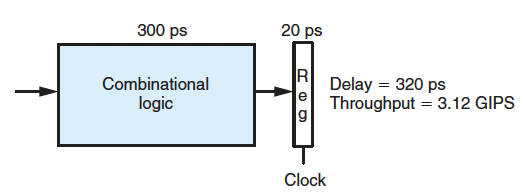 300 ps
20 ps
Combinational
logic
R
e
g
Delay = 320 ps
Throughput = 3.12 GIPS
Clock